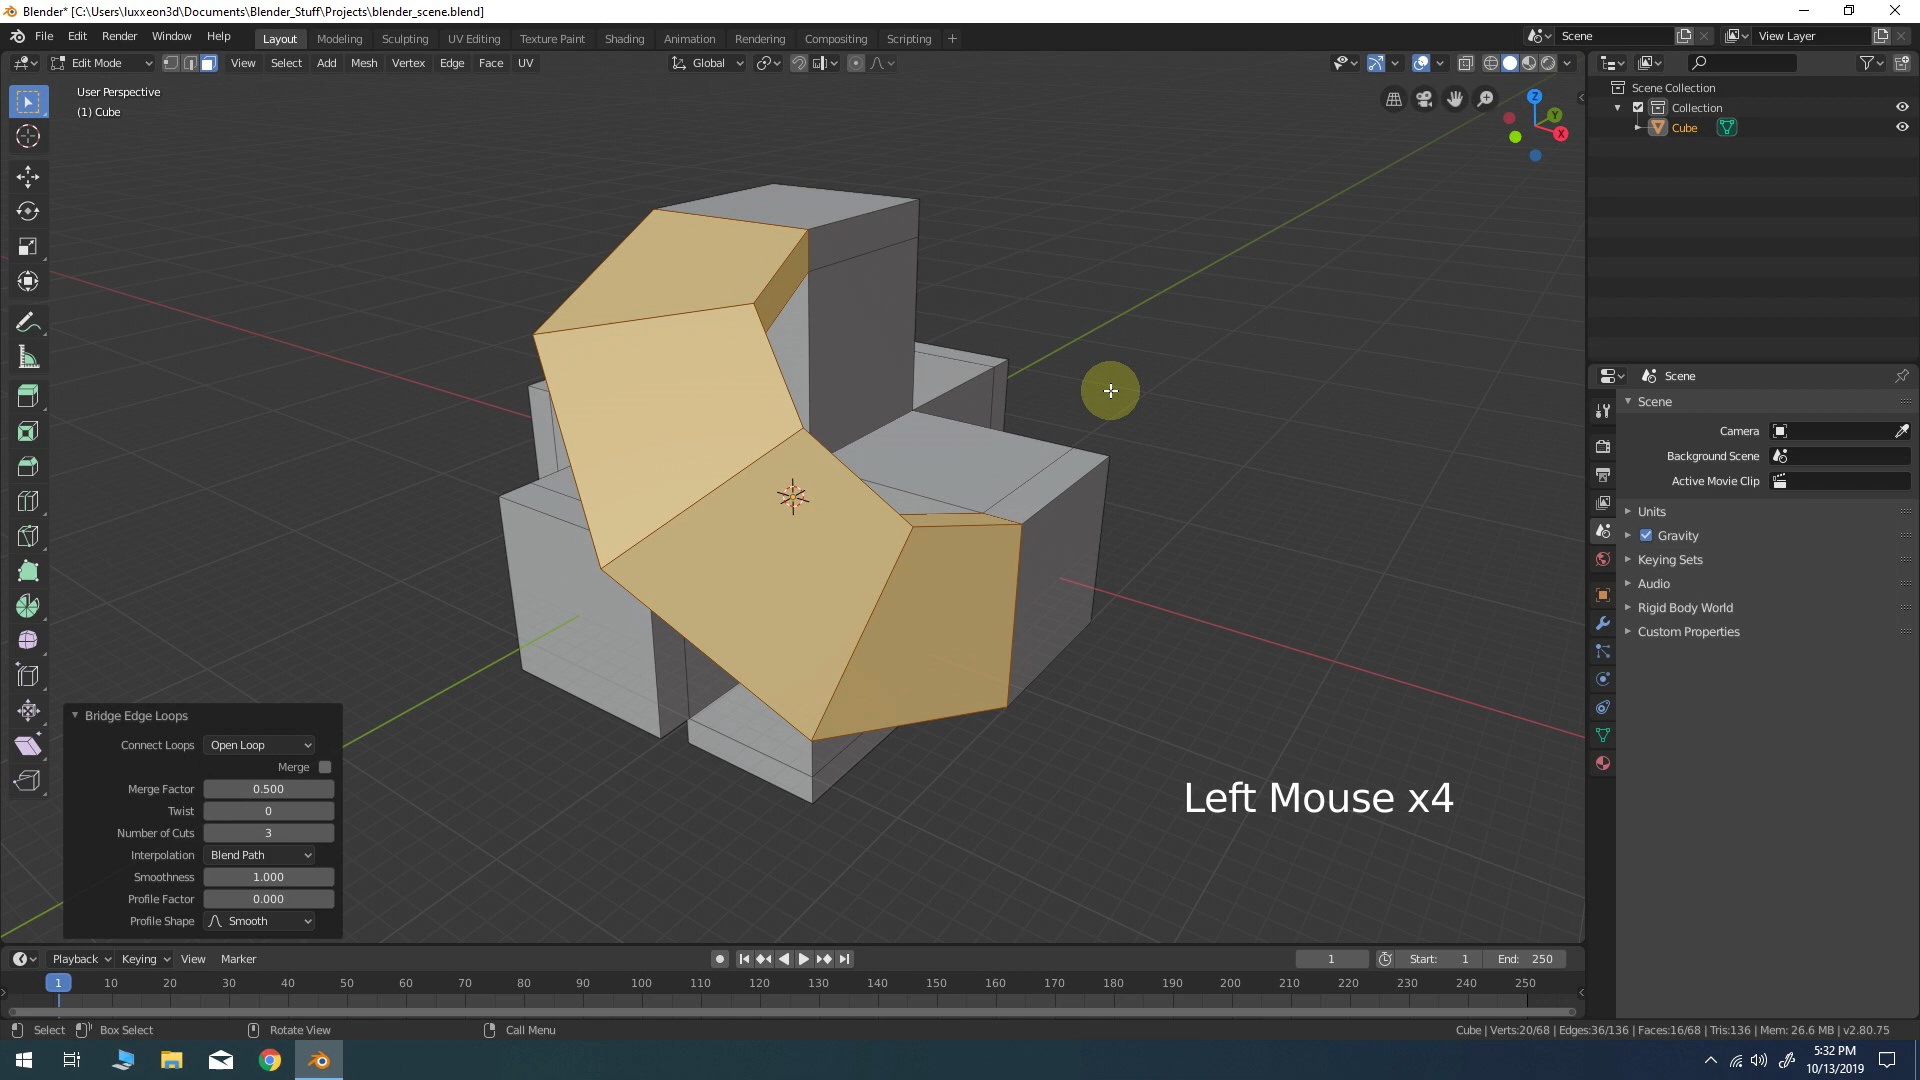 Blender* [C:\Users\luxxeon3d\Documents\Blender_Stuff\Projects\blender_scene.blend]
File Edit Render Window Help Layout Modeling Sculpting UV Editing Texture Paint Shading Animation Rendering Compositing Scripting + Scene View Layer
Edit Mode View Select Add Mesh Vertex Edge Face UV Global
User Perspective
(1) Cube
Z
Y
X
Scene Collection
Collection
Cube
Scene
Scene
Camera
Background Scene
Active Movie Clip
Units
Gravity
Keying Sets
Audio
Rigid Body World
Custom Properties
Bridge Edge Loops
Connect Loops Open Loop
Merge
Merge Factor 0.500
Twist 0
Number of Cuts 3
Interpolation Blend Path
Smoothness 1.000
Profile Factor 0.000
Profile Shape Smooth
Left Mouse x4
Playback Keying View Marker 1 Start: 1 End: 250
1 10 20 30 40 50 60 70 80 90 100 110 120 130 140 150 160 170 180 190 200 210 220 230 240 250
Select Box Select Rotate View Call Menu Cube | Verts:20/68 | Edges:36/136 | Faces:16/68 | Tris:136 | Mem: 26.6 MB | v2.80.75
5:32 PM
10/13/2019